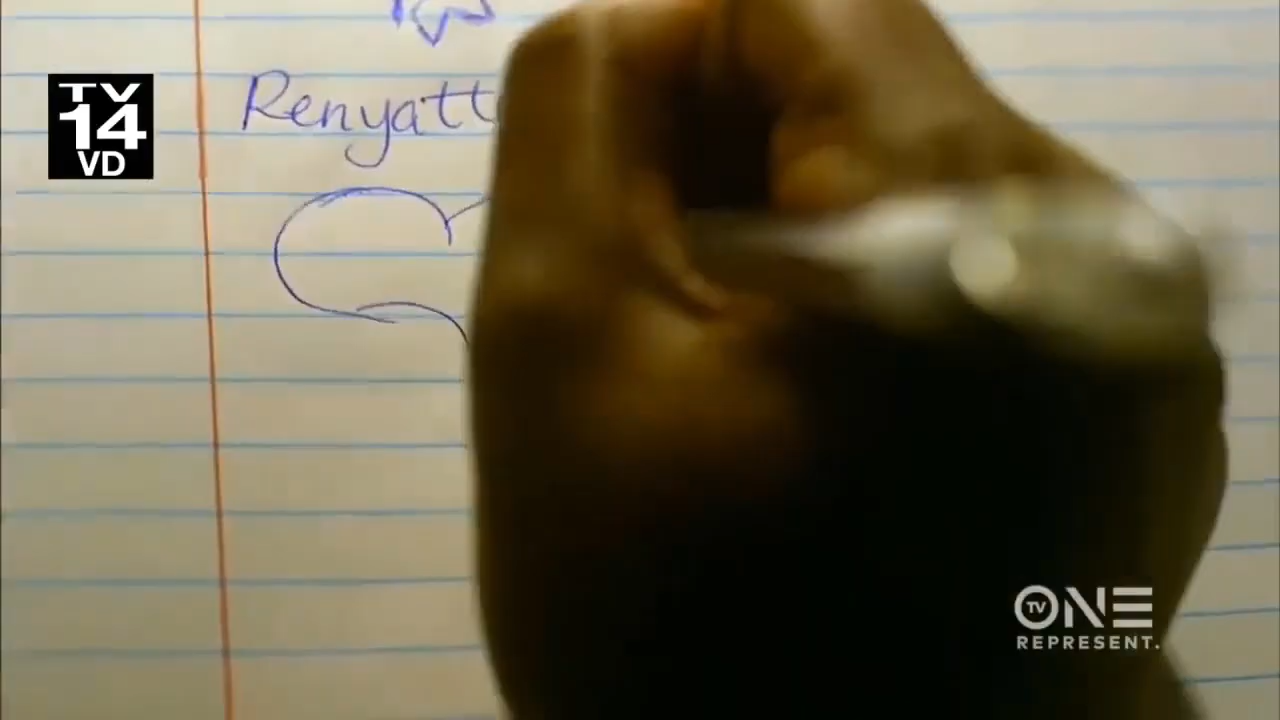 TV
14
VD
Renyatt
TV ONE
REPRESENT.